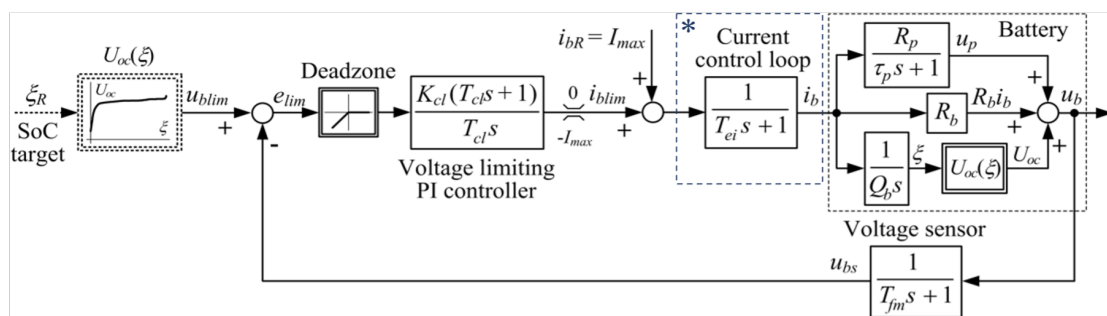 U_oc(ξ)
ξ_R
SoC
target
U_oc
ξ
u_blim
+
-
e_lim
Deadzone
K_cl(T_cl s + 1)
T_cl s
Voltage limiting
PI controller
0
-I_max
i_blim
+
i_bR = I_max
+
*
Current
control loop
1
T_ei s + 1
i_b
Battery
R_p
τ_p s + 1
u_p
+
R_b
R_b i_b
+
u_b
1
Q_b s
ξ
U_oc(ξ)
U_oc
+
Voltage sensor
1
T_fm s + 1
u_bs